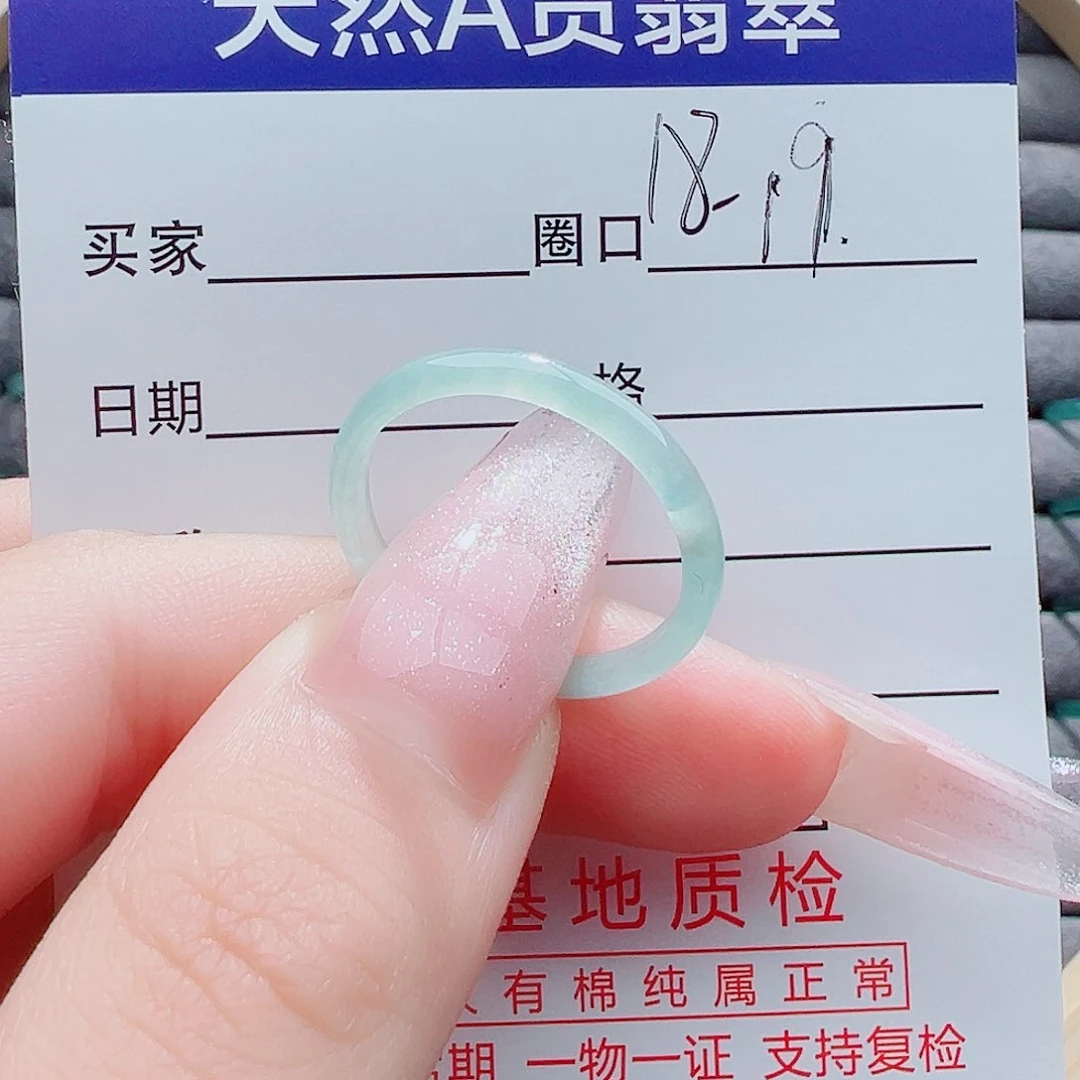 天然A货翡翠
买家 圈口 18-19.
日期 格
基地质检
有棉纯属正常
期 一物一证 支持复检